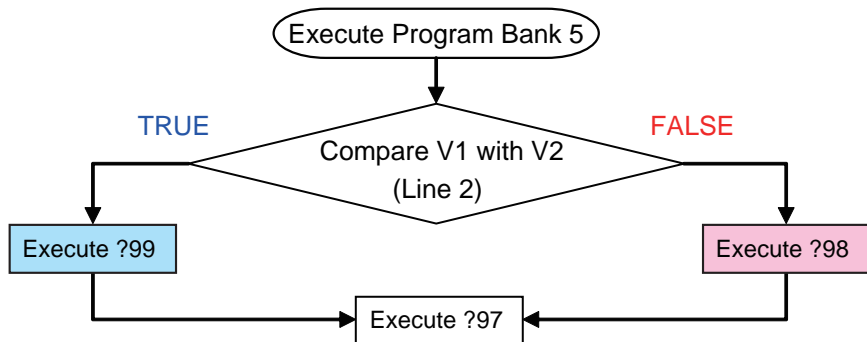 Execute Program Bank 5
TRUE
FALSE
Compare V1 with V2
(Line 2)
Execute ?99
Execute ?98
Execute ?97